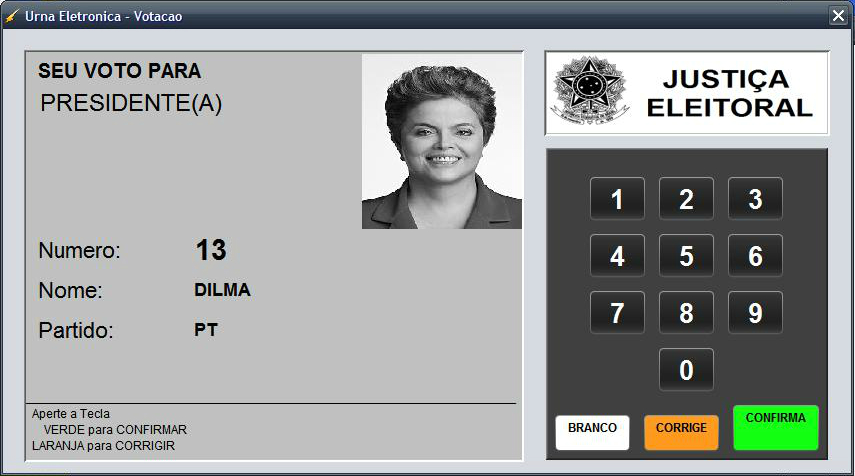 Urna Eletronica - Votacao
SEU VOTO PARA
PRESIDENTE(A)
Numero: 13
Nome: DILMA
Partido: PT
Aperte a Tecla
VERDE para CONFIRMAR
LARANJA para CORRIGIR
JUSTIÇA
ELEITORAL
1 2 3
4 5 6
7 8 9
0
BRANCO CORRIGE CONFIRMA